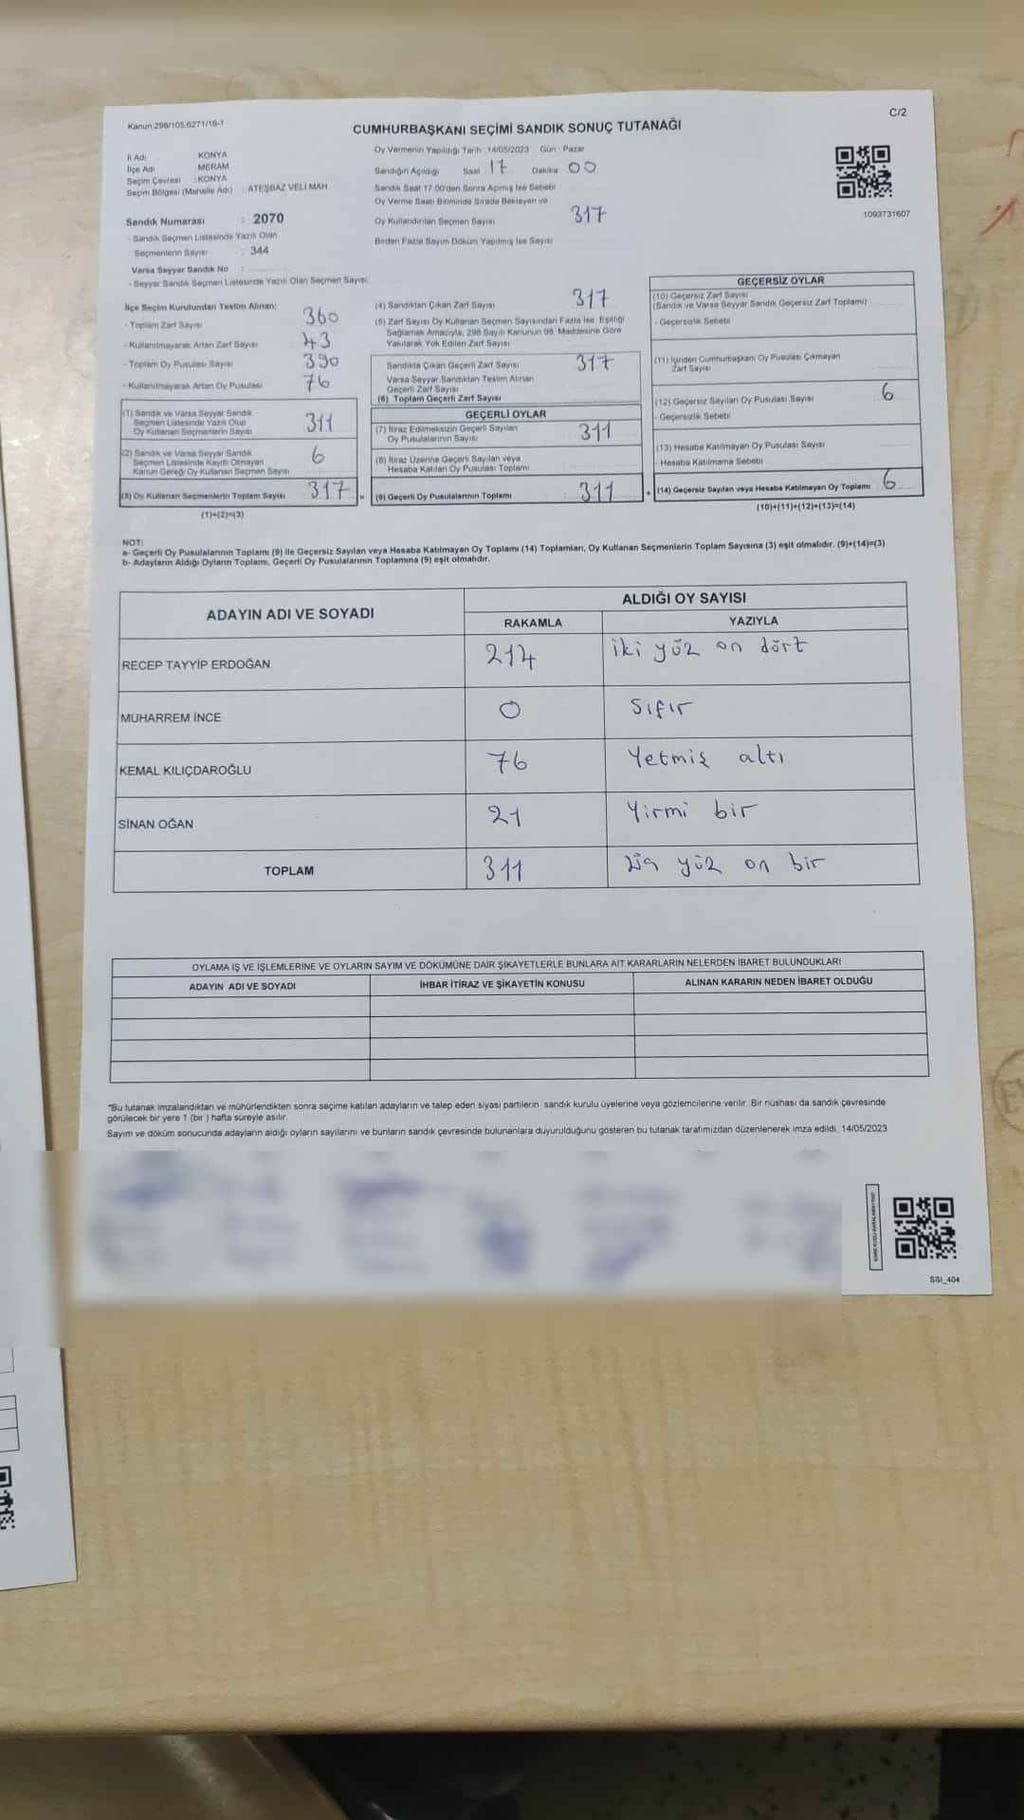 Kanun:298/105,6271/18-1
C/2
CUMHURBAŞKANI SEÇİMİ SANDIK SONUÇ TUTANAĞI
İl Adı : KONYA
İlçe Adı : MERAM
Seçim Çevresi : KONYA
Seçim Bölgesi (Mahalle Adı) : ATEŞBAZ VELİ MAH.
Sandık Numarası : 2070
- Sandık Seçmen Listesinde Yazılı Olan
Seçmenlerin Sayısı : 344
Varsa Seyyar Sandık No :
- Seyyar Sandık Seçmen Listesinde Yazılı Olan Seçmen Sayısı:
Oy Vermenin Yapıldığı Tarih :14/05/2023 Gün : Pazar
Sandığın Açıldığı Saat 17 Dakika 00
Sandık Saat 17:00'den Sonra Açılmış İse Sebebi
Oy Verme Saati Bitiminde Sırada Bekleyen ve
Oy Kullandırılan Seçmen Sayısı 317
Birden Fazla Sayım Döküm Yapılmış İse Sayısı
1093731607
İlçe Seçim Kurulundan Teslim Alınan:
- Toplam Zarf Sayısı 360
- Kullanılmayarak Artan Zarf Sayısı 43
- Toplam Oy Pusulası Sayısı 390
- Kullanılmayarak Artan Oy Pusulası 76
(1) Sandık ve Varsa Seyyar Sandık
Seçmen Listesinde Yazılı Olup
Oy Kullanan Seçmenlerin Sayısı 311
(2) Sandık ve Varsa Seyyar Sandık
Seçmen Listesinde Kayıtlı Olmayan
Kanun Gereği Oy Kullanan Seçmen Sayısı 6
(3) Oy Kullanan Seçmenlerin Toplam Sayısı 317 =
(1)+(2)=(3)
(4) Sandıktan Çıkan Zarf Sayısı 317
(5) Zarf Sayısı Oy Kullanan Seçmen Sayısından Fazla İse, Eşitliği
Sağlamak Amacıyla, 298 Sayılı Kanunun 98. Maddesine Göre
Yakılarak Yok Edilen Zarf Sayısı
Sandıkta Çıkan Geçerli Zarf Sayısı 317
Varsa Seyyar Sandıktan Teslim Alınan
Geçerli Zarf Sayısı
(6) Toplam Geçerli Zarf Sayısı
GEÇERLİ OYLAR
(7) İtiraz Edilmeksizin Geçerli Sayılan
Oy Pusulalarının Sayısı 311
(8) İtiraz Üzerine Geçerli Sayılan veya
Hesaba Katılan Oy Pusulası Toplamı
(9) Geçerli Oy Pusulalarının Toplamı 311 +
GEÇERSİZ OYLAR
(10) Geçersiz Zarf Sayısı
(Sandık ve Varsa Seyyar Sandık Geçersiz Zarf Toplamı)
- Geçersizlik Sebebi
(11) İçinden Cumhurbaşkanı Oy Pusulası Çıkmayan
Zarf Sayısı
(12) Geçersiz Sayılan Oy Pusulası Sayısı 6
- Geçersizlik Sebebi
(13) Hesaba Katılmayan Oy Pusulası Sayısı
- Hesaba Katılmama Sebebi
(14) Geçersiz Sayılan veya Hesaba Katılmayan Oy Toplamı 6
(10)+(11)+(12)+(13)=(14)
NOT:
a- Geçerli Oy Pusulalarının Toplamı (9) ile Geçersiz Sayılan veya Hesaba Katılmayan Oy Toplamı (14) Toplamları, Oy Kullanan Seçmenlerin Toplam Sayısına (3) eşit olmalıdır. (9)+(14)=(3)
b- Adayların Aldığı Oyların Toplamı, Geçerli Oy Pusulalarının Toplamına (9) eşit olmalıdır.
ADAYIN ADI VE SOYADI
ALDIĞI OY SAYISI
RAKAMLA YAZIYLA
RECEP TAYYİP ERDOĞAN 214 iki yüz on dört
MUHARREM İNCE 0 Sıfır
KEMAL KILIÇDAROĞLU 76 Yetmiş altı
SİNAN OĞAN 21 Yirmi bir
TOPLAM 311 üç yüz on bir
OYLAMA İŞ VE İŞLEMLERİNE VE OYLARIN SAYIM VE DÖKÜMÜNE DAİR ŞİKAYETLERLE BUNLARA AİT KARARLARIN NELERDEN İBARET BULUNDUKLARI
ADAYIN ADI VE SOYADI İHBAR İTİRAZ VE ŞİKAYETİN KONUSU ALINAN KARARIN NEDEN İBARET OLDUĞU
*Bu tutanak imzalandıktan ve mühürlendikten sonra seçime katılan adayların ve talep eden siyasi partilerin sandık kurulu üyelerine veya gözlemcilerine verilir. Bir nüshası da sandık çevresinde
görülecek bir yere 1 (bir ) hafta süreyle asılır.
Sayım ve döküm sonucunda adayların aldığı oyların sayılarını ve bunların sandık çevresinde bulunanlara duyurulduğunu gösteren bu tutanak tarafımızdan düzenlenerek imza edildi. 14/05/2023
KARE KODU KARALAMAYINIZ!
SSI_404